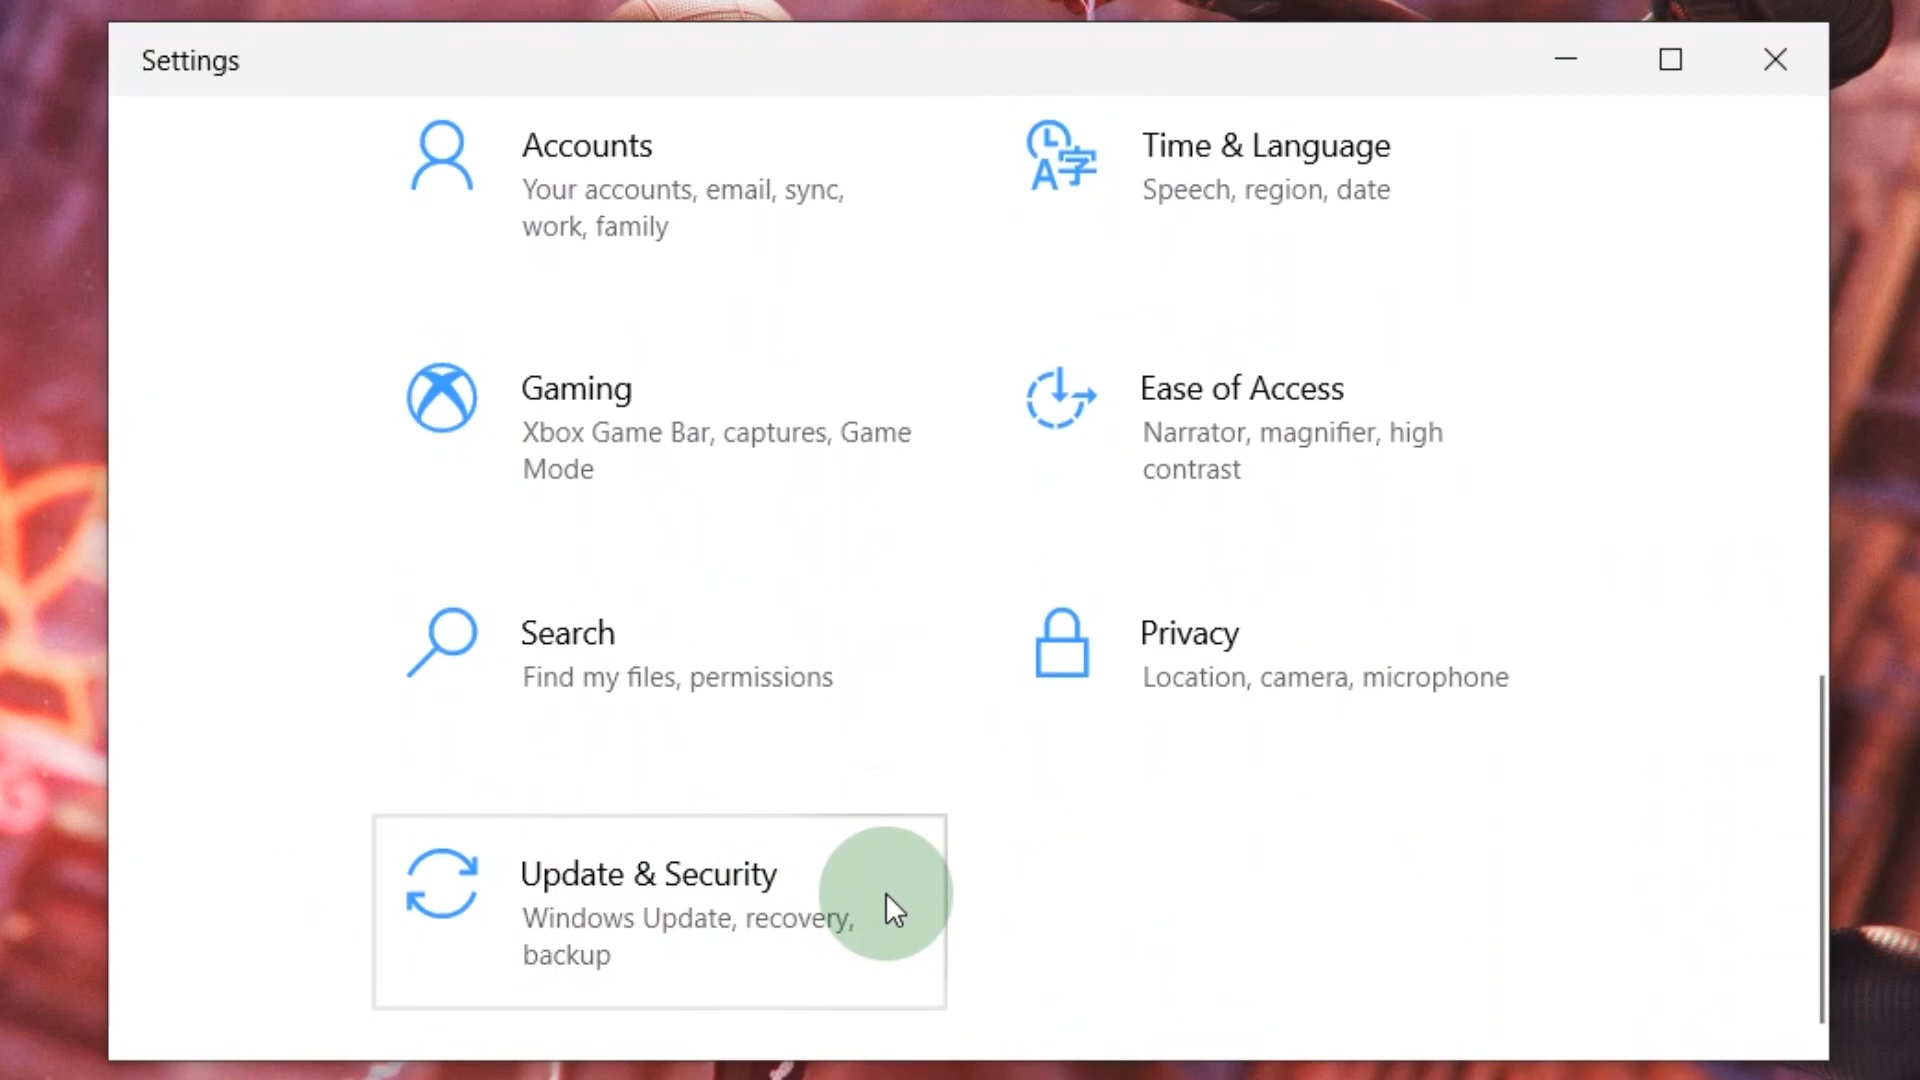 Settings
Accounts
Your accounts, email, sync,
work, family
Time & Language
Speech, region, date
Gaming
Xbox Game Bar, captures, Game
Mode
Ease of Access
Narrator, magnifier, high
contrast
Search
Find my files, permissions
Privacy
Location, camera, microphone
Update & Security
Windows Update, recovery,
backup